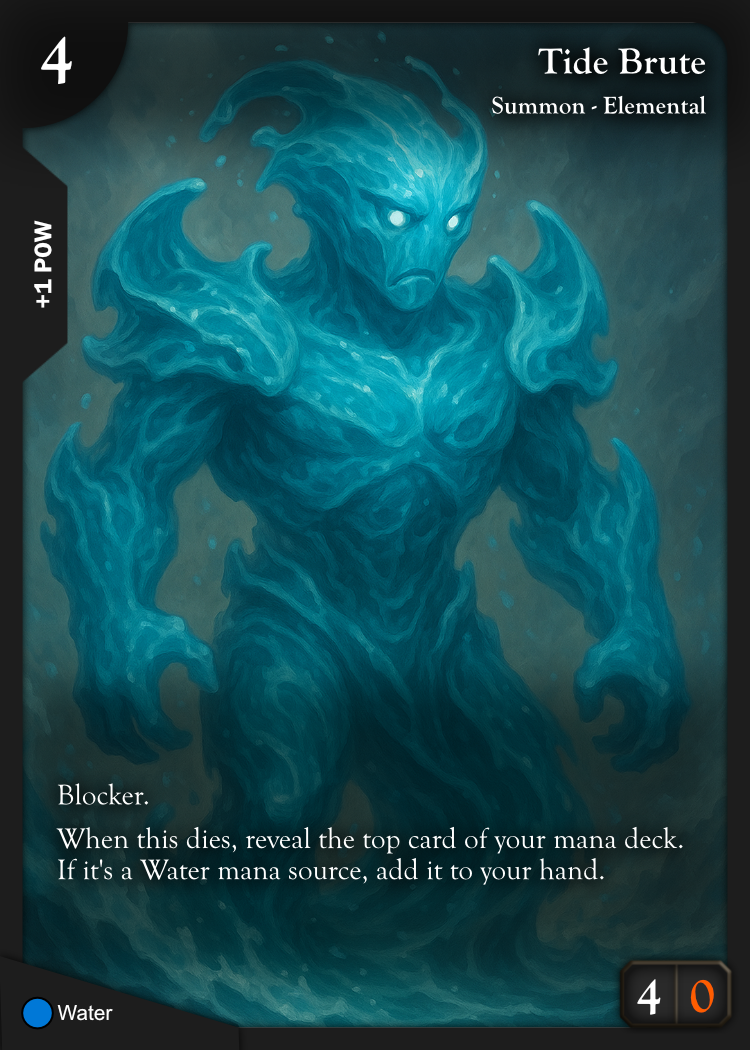 4
Tide Brute
Summon - Elemental
+1 POW
Blocker.
When this dies, reveal the top card of your mana deck.
If it's a Water mana source, add it to your hand.
Water
4 0